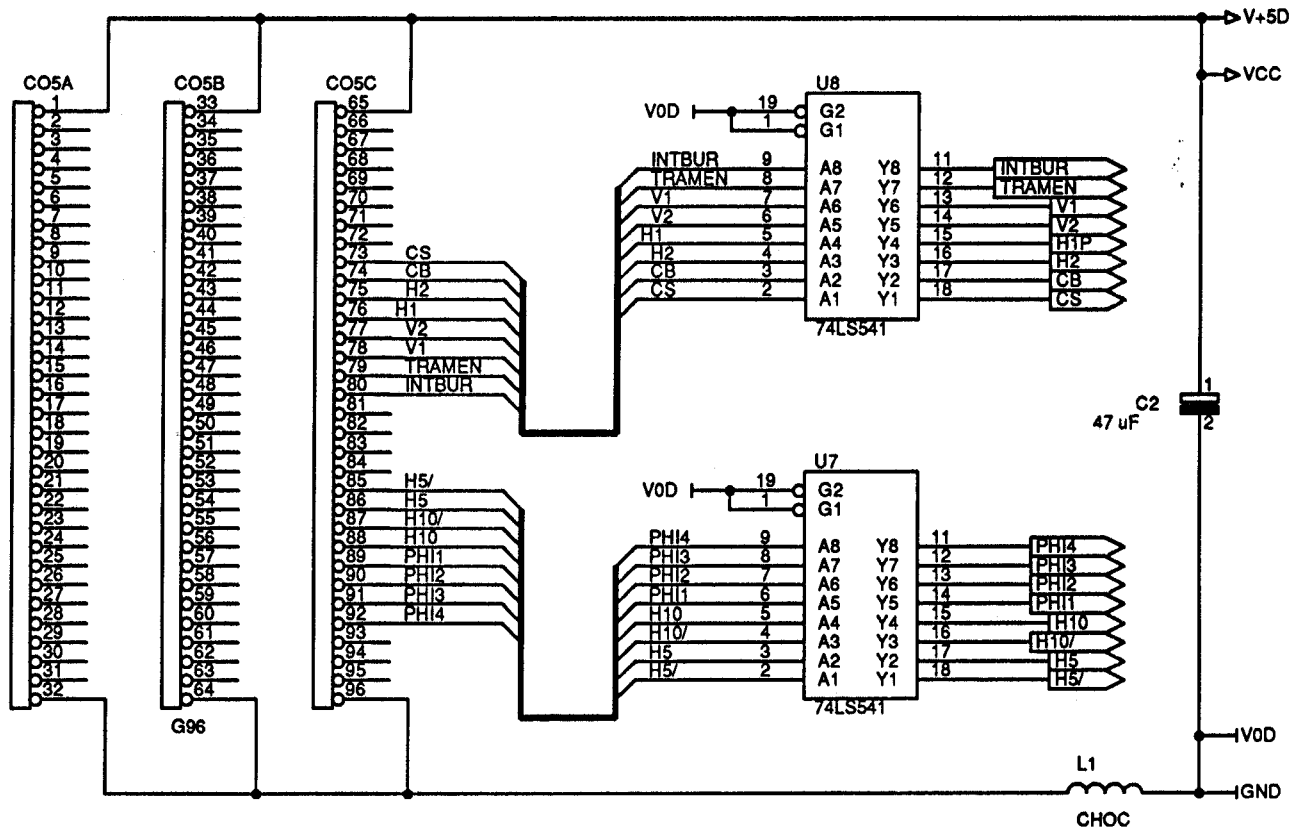 V+5D
VCC
CO5A
CO5B
CO5C
1
2
3
4
5
6
7
8
9
10
11
12
13
14
15
16
17
18
19
20
21
22
23
24
25
26
27
28
29
30
31
32
33
34
35
36
37
38
39
40
41
42
43
44
45
46
47
48
49
50
51
52
53
54
55
56
57
58
59
60
61
62
63
64
G96
65
66
67
68
69
70
71
72
73 CS
74 CB
75 H2
76 H1
77 V2
78 V1
79 TRAMEN
80 INTBUR
81
82
83
84
85 H5/
86 H5
87 H10/
88 H10
89 PHI1
90 PHI2
91 PHI3
92 PHI4
93
94
95
96
U8
V0D 19 G2
1 G1
INTBUR 9 A8 Y8 11 INTBUR
TRAMEN 8 A7 Y7 12 TRAMEN
V1 7 A6 Y6 13 V1
V2 6 A5 Y5 14 V2
H1 5 A4 Y4 15 H1P
H2 4 A3 Y3 16 H2
CB 3 A2 Y2 17 CB
CS 2 A1 Y1 18 CS
74LS541
C2
47 uF
1
2
U7
V0D 19 G2
1 G1
PHI4 9 A8 Y8 11 PHI4
PHI3 8 A7 Y7 12 PHI3
PHI2 7 A6 Y6 13 PHI2
PHI1 6 A5 Y5 14 PHI1
H10 5 A4 Y4 15 H10
H10/ 4 A3 Y3 16 H10/
H5 3 A2 Y2 17 H5
H5/ 2 A1 Y1 18 H5/
74LS541
V0D
L1
GND
CHOC